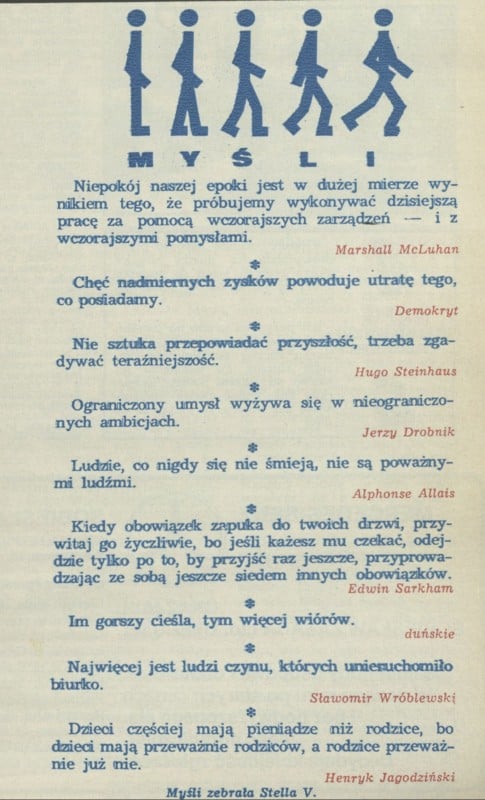 MYŚLI
Niepokój naszej epoki jest w dużej mierze wy-
nikiem tego, że próbujemy wykonywać dzisiejszą
pracę za pomocą wczorajszych zarządzeń — i z
wczorajszymi pomysłami.
Marshall McLuhan
*
Chęć nadmiernych zysków powoduje utratę tego,
co posiadamy.
Demokryt
*
Nie sztuka przepowiadać przyszłość, trzeba zga-
dywać teraźniejszość.
Hugo Steinhaus
*
Ograniczony umysł wyżywa się w nieograniczo-
nych ambicjach.
Jerzy Drobnik
*
Ludzie, co nigdy się nie śmieją, nie są poważny-
mi ludźmi.
Alphonse Allais
*
Kiedy obowiązek zapuka do twoich drzwi, przy-
witaj go życzliwie, bo jeśli każesz mu czekać, odej-
dzie tylko po to, by przyjść raz jeszcze, przyprowa-
dzając ze sobą jeszcze siedem innych obowiązków.
Edwin Sarkham
*
Im gorszy cieśla, tym więcej wiórów.
duńskie
*
Najwięcej jest ludzi czynu, których unieruchomiło
biurko.
Sławomir Wróblewski
*
Dzieci częściej mają pieniądze niż rodzice, bo
dzieci mają przeważnie rodziców, a rodzice przeważ-
nie już nie.
Henryk Jagodziński
Myśli zebrała Stella V.